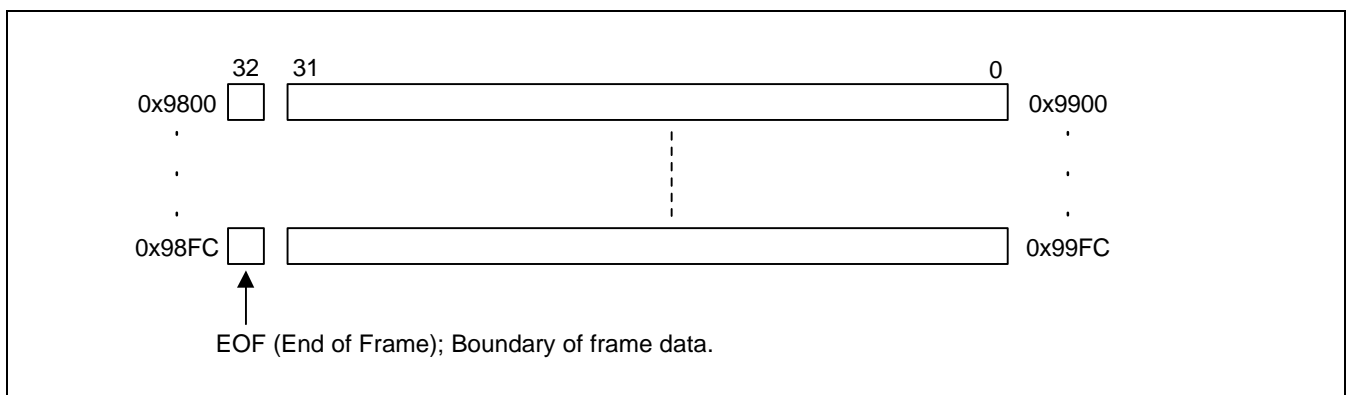 32 31 0
0x9800 0x9900
0x98FC 0x99FC
EOF (End of Frame); Boundary of frame data.